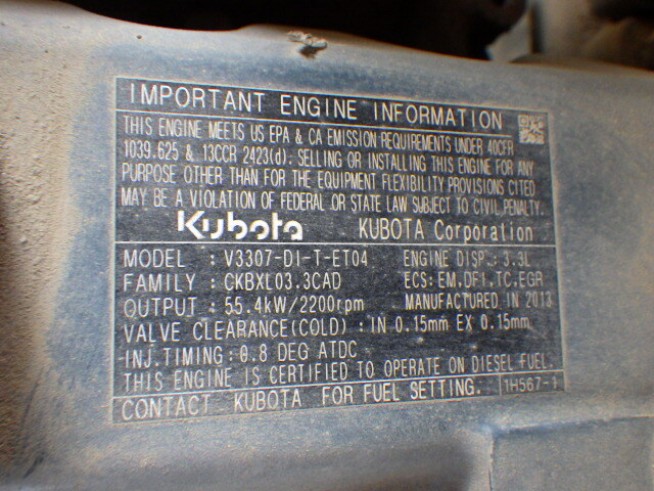 IMPORTANT ENGINE INFORMATION
THIS ENGINE MEETS US EPA & CA EMISSION REQUIREMENTS UNDER 40CFR
1039.625 & 13CCR 2423(d). SELLING OR INSTALLING THIS ENGINE FOR ANY
PURPOSE OTHER THAN FOR THE EQUIPMENT FLEXIBILITY PROVISIONS CITED
MAY BE A VIOLATION OF FEDERAL OR STATE LAW SUBJECT TO CIVIL PENALTY.
Kubota KUBOTA Corporation
MODEL : V3307-DI-T-ET04 ENGINE DISP.: 3.3L
FAMILY : CKBXL03.3CAD ECS: EM,DFI,TC,EGR
OUTPUT : 55.4kW/2200rpm MANUFACTURED IN 2013
VALVE CLEARANCE(COLD) : IN 0.15mm EX 0.15mm
INJ.TIMING: 0.8 DEG ATDC
THIS ENGINE IS CERTIFIED TO OPERATE ON DIESEL FUEL.
CONTACT KUBOTA FOR FUEL SETTING. 1H567-1